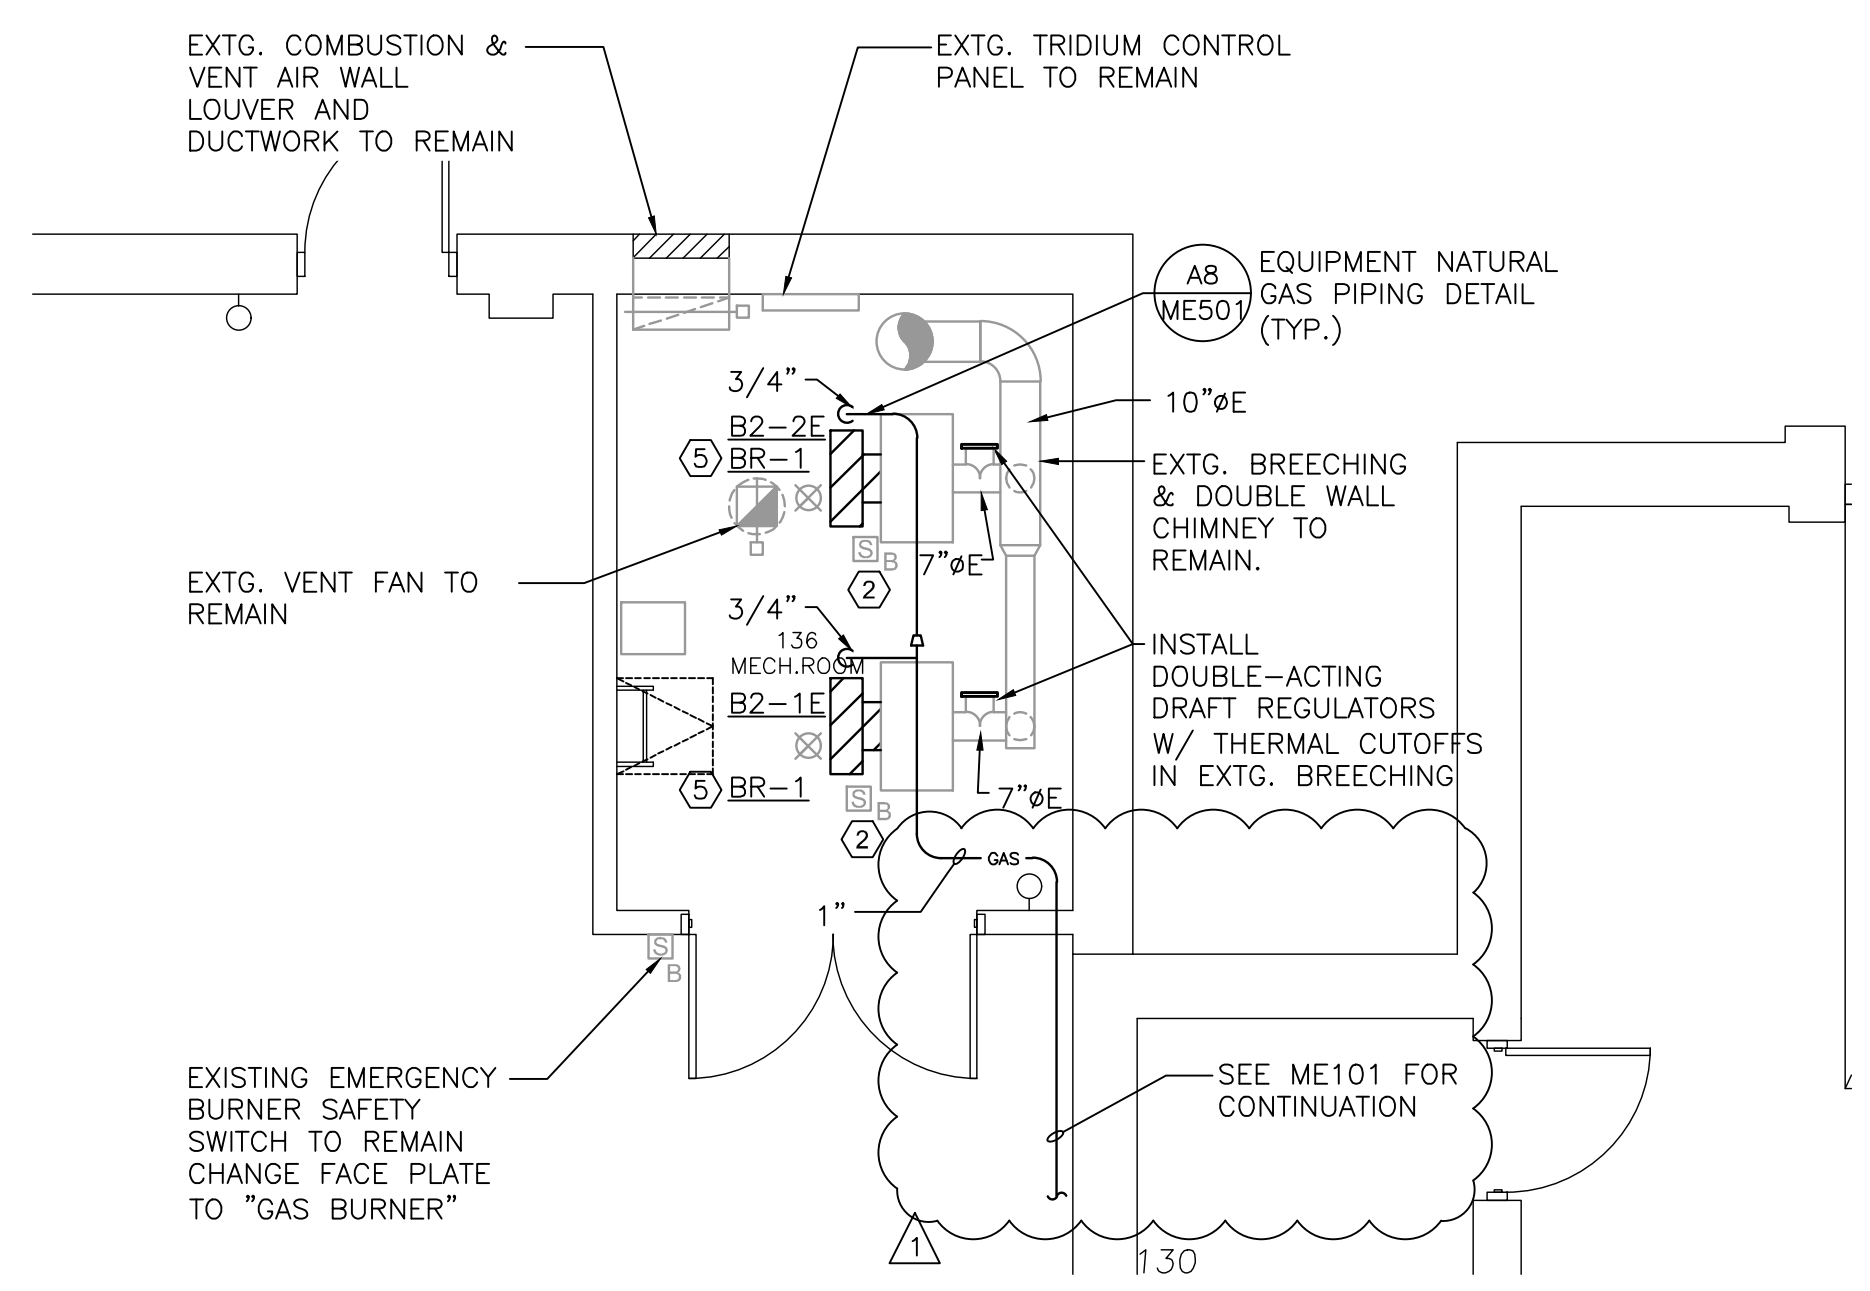 EXTG. COMBUSTION &
VENT AIR WALL
LOUVER AND
DUCTWORK TO REMAIN
EXTG. TRIDIUM CONTROL
PANEL TO REMAIN
A8
ME501
EQUIPMENT NATURAL
GAS PIPING DETAIL
(TYP.)
3/4"
10"øE
B2-2E
5
BR-1
EXTG. BREECHING
& DOUBLE WALL
CHIMNEY TO
REMAIN.
S
B
7"øE
2
EXTG. VENT FAN TO
REMAIN
3/4"
136
MECH.ROOM
INSTALL
DOUBLE-ACTING
DRAFT REGULATORS
W/ THERMAL CUTOFFS
IN EXTG. BREECHING
B2-1E
5
BR-1
S
B
7"øE
2
GAS
1"
S
B
EXISTING EMERGENCY
BURNER SAFETY
SWITCH TO REMAIN
CHANGE FACE PLATE
TO "GAS BURNER"
SEE ME101 FOR
CONTINUATION
1
130